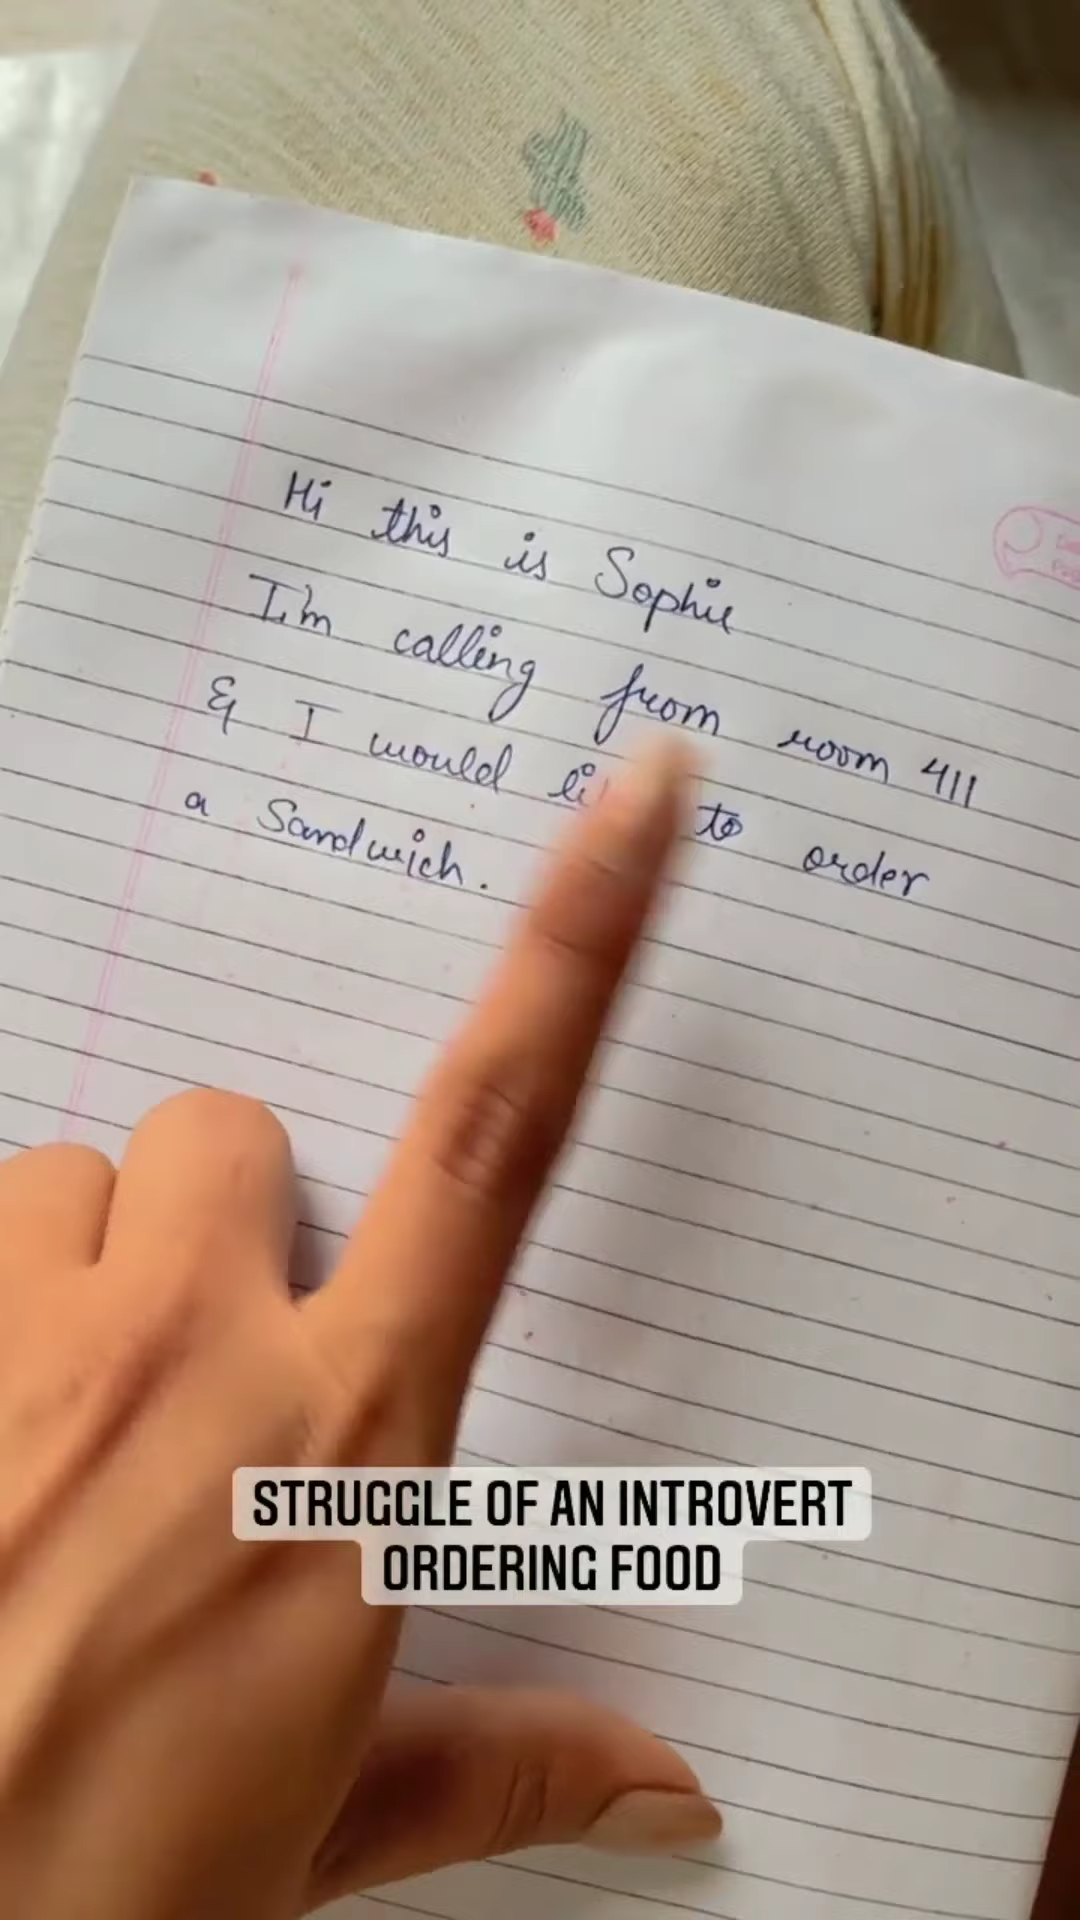 Hi this is Sophie
I'm calling from room 411
& I would to order
a Sandwich.
STRUGGLE OF AN INTROVERT
ORDERING FOOD